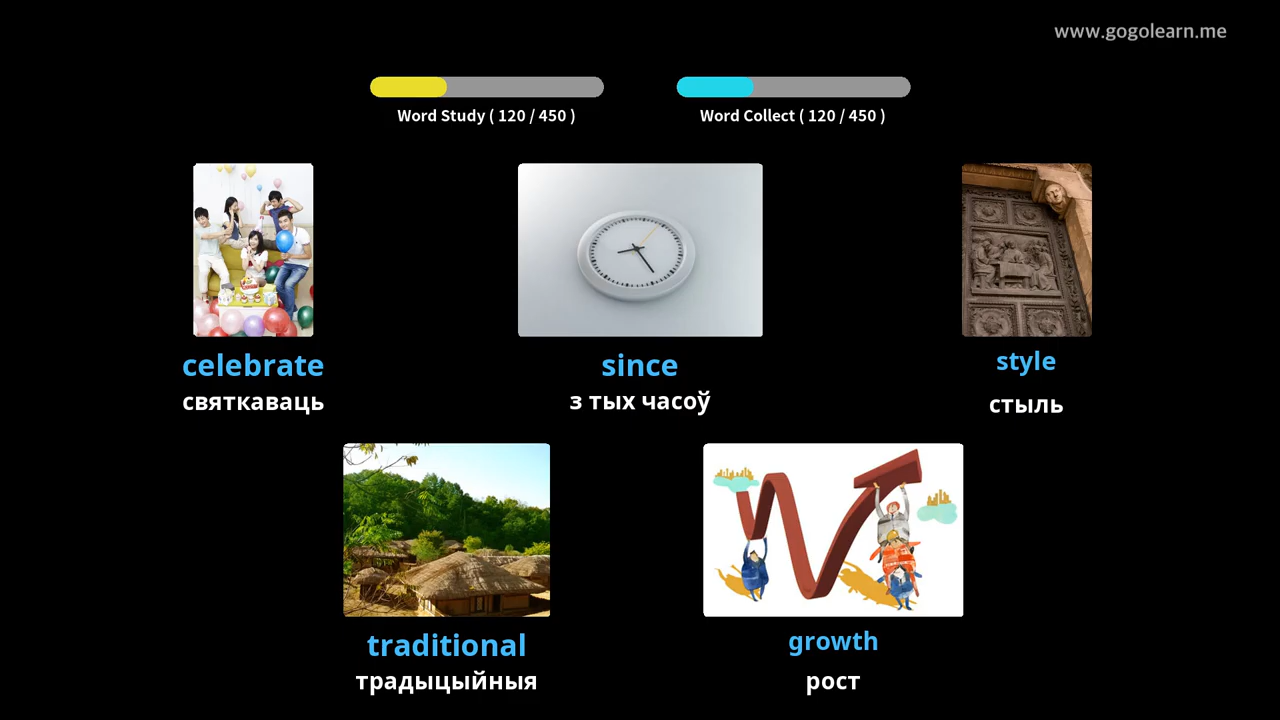 www.gogolearn.me
Word Study ( 120 / 450 )
Word Collect ( 120 / 450 )
celebrate
святкаваць
since
з тых часоў
style
стыль
traditional
традыцыйныя
growth
рост